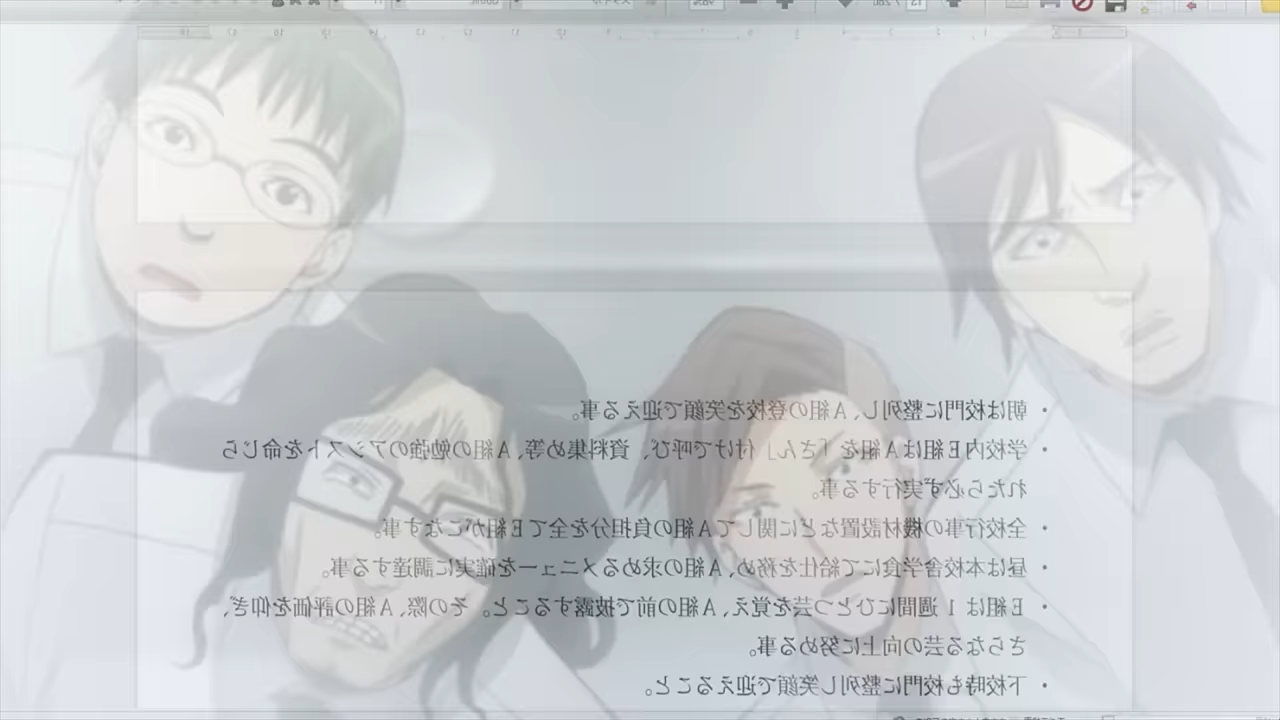 ・朝は校門に整列し、A組の登校を笑顔で迎える事。
・学校内E組はA組を「さん」付けで呼び、資料集め等、A組の勉強のアシストを命じら
れたら必ず実行する事。
・全校行事の機材設置などに関してA組の負担分を全てE組がこなす事。
・昼は本校舎学食にて給仕を務め、A組の求めるメニューを確実に調達する事。
・E組は1週間にひとつ芸を覚え、A組の前で披露すること。その際、A組の評価を仰ぎ、
さらなる芸の向上に努める事。
・下校時も校門に整列し笑顔で迎えること。